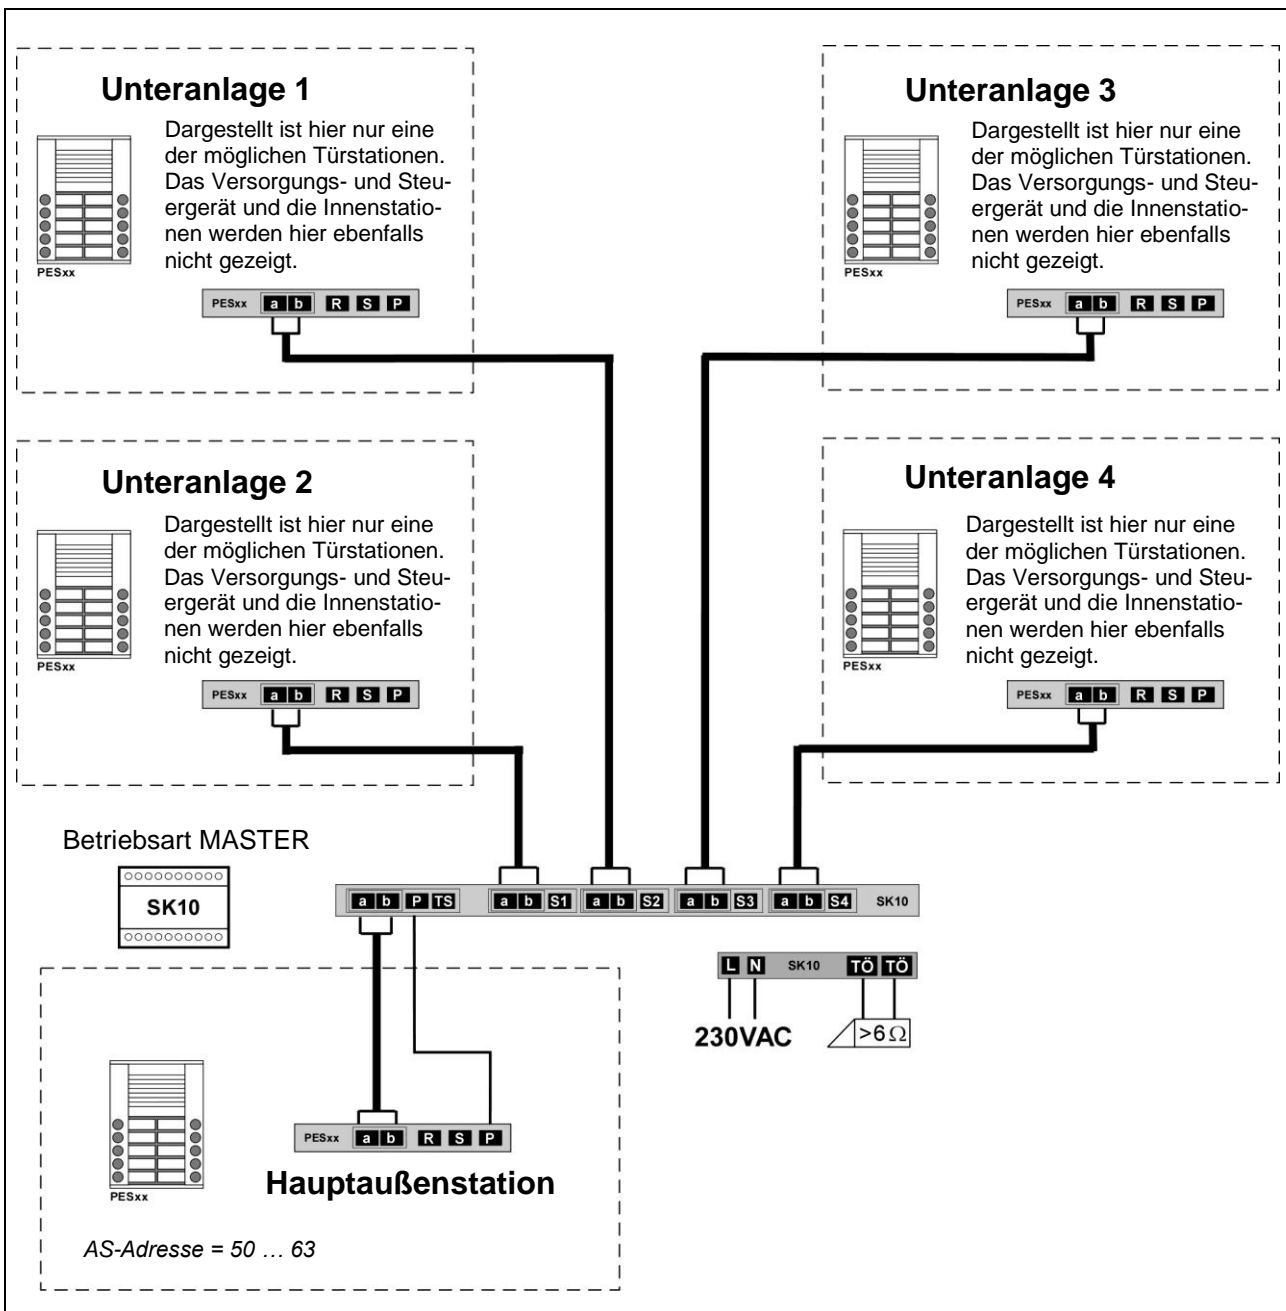 Unteranlage 1
Dargestellt ist hier nur eine
der möglichen Türstationen.
Das Versorgungs- und Steu-
ergerät und die Innenstatio-
nen werden hier ebenfalls
nicht gezeigt.
PESxx
PESxx a b R S P
Unteranlage 3
Dargestellt ist hier nur eine
der möglichen Türstationen.
Das Versorgungs- und Steu-
ergerät und die Innenstatio-
nen werden hier ebenfalls
nicht gezeigt.
PESxx
PESxx a b R S P
Unteranlage 2
Dargestellt ist hier nur eine
der möglichen Türstationen.
Das Versorgungs- und Steu-
ergerät und die Innenstatio-
nen werden hier ebenfalls
nicht gezeigt.
PESxx
PESxx a b R S P
Unteranlage 4
Dargestellt ist hier nur eine
der möglichen Türstationen.
Das Versorgungs- und Steu-
ergerät und die Innenstatio-
nen werden hier ebenfalls
nicht gezeigt.
PESxx
PESxx a b R S P
Betriebsart MASTER
SK10
a b P TS a b S1 a b S2 a b S3 a b S4 SK10
L N SK10 TÖ TÖ
230VAC >6Ω
PESxx
PESxx a b R S P
Hauptaußenstation
AS-Adresse = 50 … 63